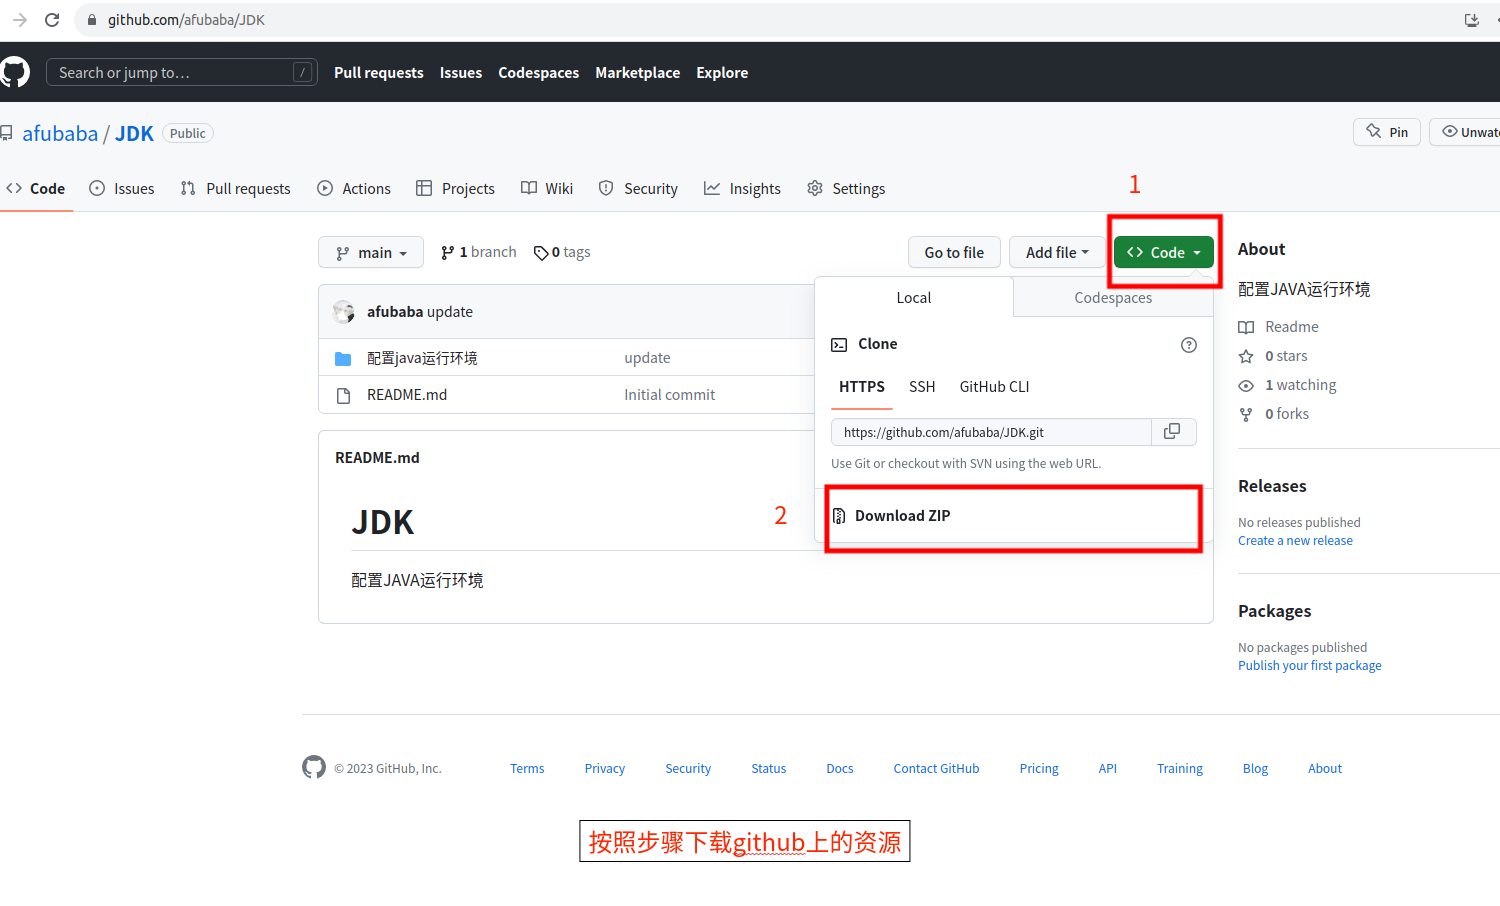 github.com/afubaba/JDK
Search or jump to... /
Pull requests Issues Codespaces Marketplace Explore
afubaba / JDK Public
Pin
Code Issues Pull requests Actions Projects Wiki Security Insights Settings
1
main 1 branch 0 tags
Go to file Add file Code
About
配置JAVA运行环境
Readme
0 stars
1 watching
0 forks
afubaba update
配置java运行环境 update
README.md Initial commit
Local Codespaces
Clone
HTTPS SSH GitHub CLI
https://github.com/afubaba/JDK.git
Use Git or checkout with SVN using the web URL.
2
Download ZIP
README.md
JDK
配置JAVA运行环境
Releases
No releases published
Create a new release
Packages
No packages published
Publish your first package
© 2023 GitHub, Inc. Terms Privacy Security Status Docs Contact GitHub Pricing API Training Blog About
按照步骤下载github上的资源